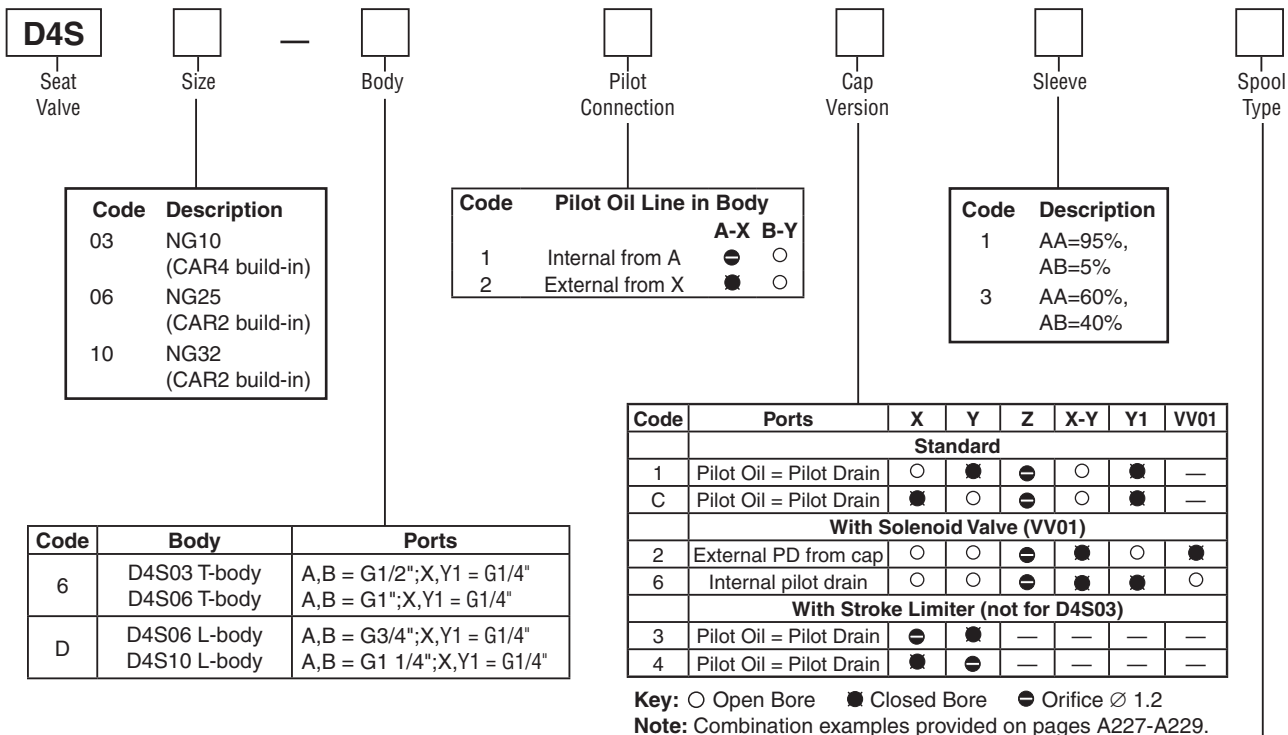 D4S —
Seat Valve
Size
Body
Pilot Connection
Cap Version
Sleeve
Spool Type
Code Description
03 NG10
(CAR4 build-in)
06 NG25
(CAR2 build-in)
10 NG32
(CAR2 build-in)
Code Pilot Oil Line in Body
A-X B-Y
1 Internal from A ⊖ ○
2 External from X ● ○
Code Description
1 AA=95%,
AB=5%
3 AA=60%,
AB=40%
Code Body Ports
6 D4S03 T-body A,B = G1/2";X,Y1 = G1/4"
D4S06 T-body A,B = G1";X,Y1 = G1/4"
D D4S06 L-body A,B = G3/4";X,Y1 = G1/4"
D4S10 L-body A,B = G1 1/4";X,Y1 = G1/4"
Code Ports X Y Z X-Y Y1 VV01
Standard
1 Pilot Oil = Pilot Drain ○ ● ⊖ ○ ● —
C Pilot Oil = Pilot Drain ● ○ ⊖ ○ ● —
With Solenoid Valve (VV01)
2 External PD from cap ○ ○ ⊖ ● ○ ●
6 Internal pilot drain ○ ○ ⊖ ● ● ○
With Stroke Limiter (not for D4S03)
3 Pilot Oil = Pilot Drain ⊖ ● — — — —
4 Pilot Oil = Pilot Drain ● ⊖ — — — —
Key: ○ Open Bore ● Closed Bore ⊖ Orifice ∅ 1.2
Note: Combination examples provided on pages A227-A229.